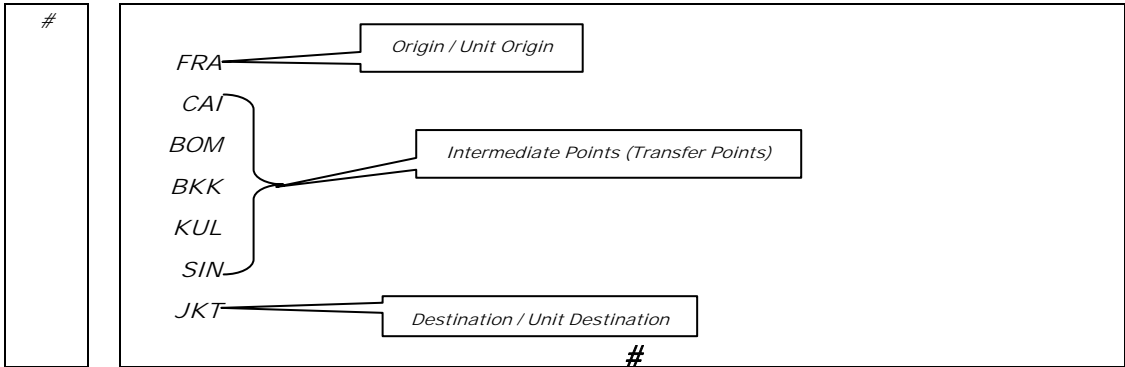 #
Origin / Unit Origin
FRA
CAI
BOM
Intermediate Points (Transfer Points)
BKK
KUL
SIN
JKT
Destination / Unit Destination
#